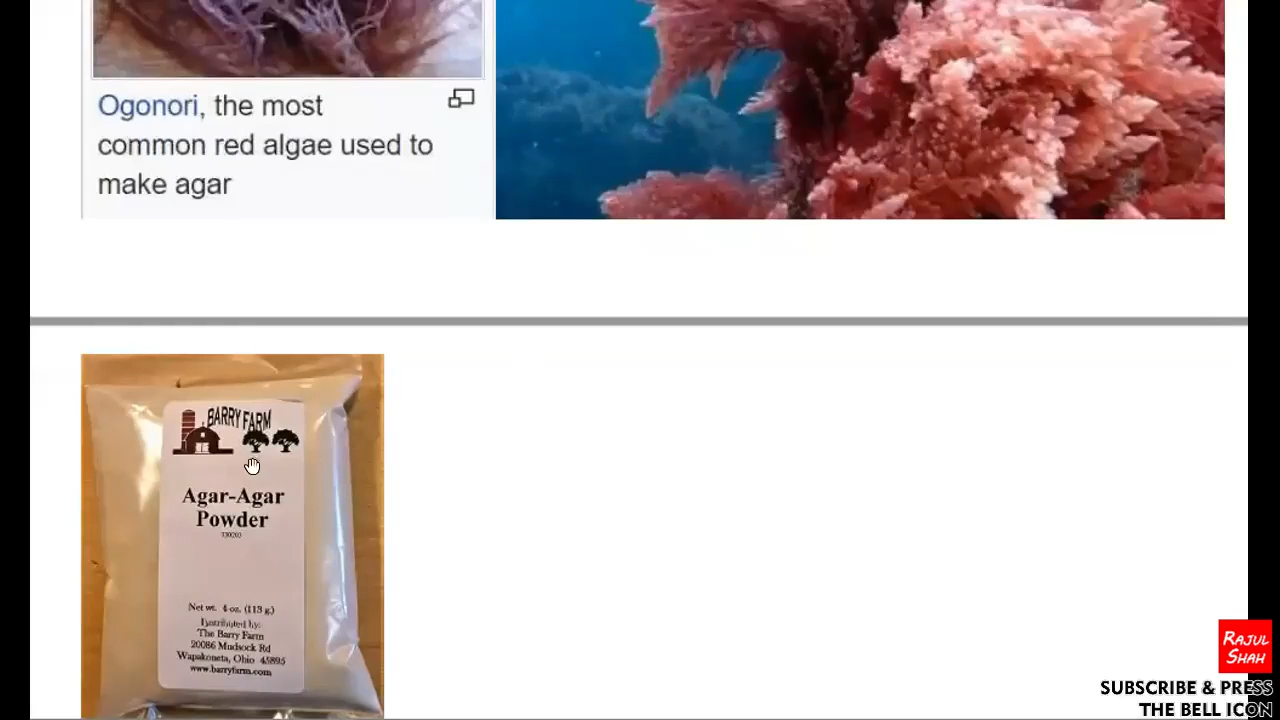 Ogonori, the most
common red algae used to
make agar
BARRY FARM
Agar-Agar
Powder
Net wt. 4 oz. (113 g.)
Distributed by:
The Barry Farm
20086 Mudsock Rd
Wapakoneta, Ohio 45895
www.barryfarm.com
RAJUL
SHAH
SUBSCRIBE & PRESS
THE BELL ICON